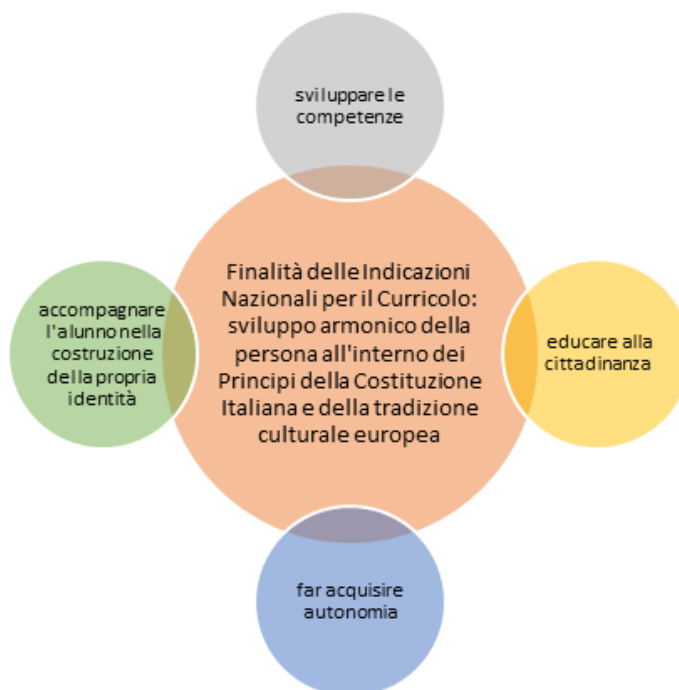 sviluppare le
competenze
Finalità delle Indicazioni
Nazionali per il Curricolo:
sviluppo armonico della
persona all'interno dei
Principi della Costituzione
Italiana e della tradizione
culturale europea
accompagnare
l'alunno nella
costruzione
della propria
identità
educare alla
cittadinanza
far acquisire
autonomia